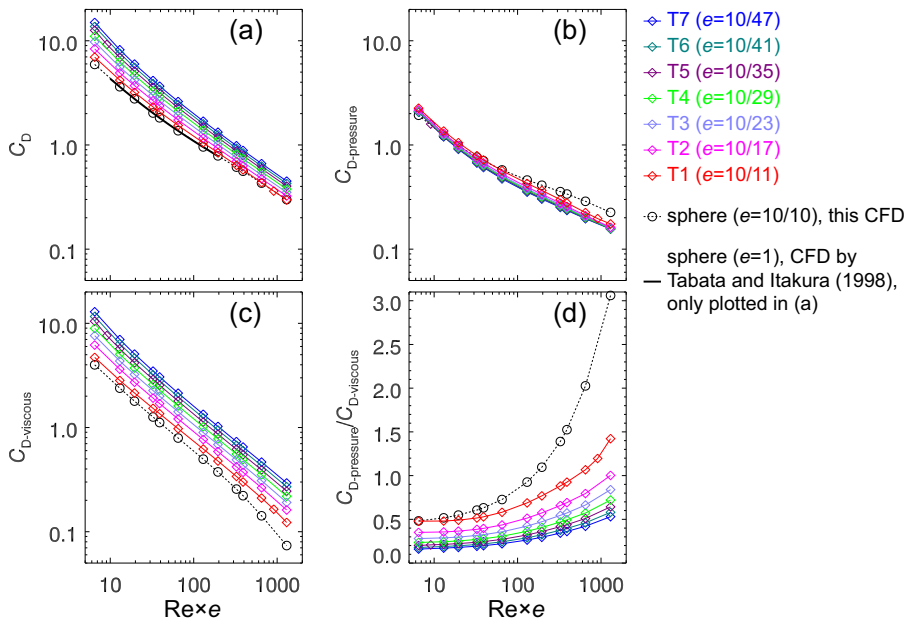 (a)
10.0
1.0
0.1
C_D
(b)
10.0
1.0
0.1
C_D-pressure
T7 (e=10/47)
T6 (e=10/41)
T5 (e=10/35)
T4 (e=10/29)
T3 (e=10/23)
T2 (e=10/17)
T1 (e=10/11)
sphere (e=10/10), this CFD
sphere (e=1), CFD by
Tabata and Itakura (1998),
only plotted in (a)
(c)
10.0
1.0
0.1
C_D-viscous
10 100 1000
Re×e
(d)
3.0
2.5
2.0
1.5
1.0
0.5
0.0
C_D-pressure/C_D-viscous
10 100 1000
Re×e